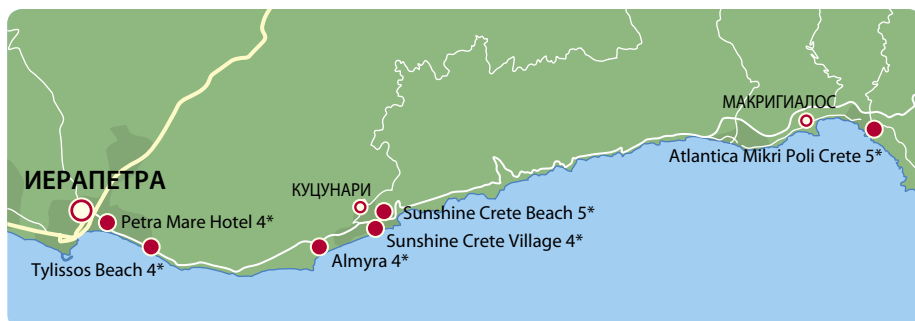 МАКРИГИАЛОС
Atlantica Mikri Poli Crete 5*
ИЕРАПЕТРА
КУЦУНАРИ
Petra Mare Hotel 4*
Sunshine Crete Beach 5*
Sunshine Crete Village 4*
Tylissos Beach 4*
Almyra 4*